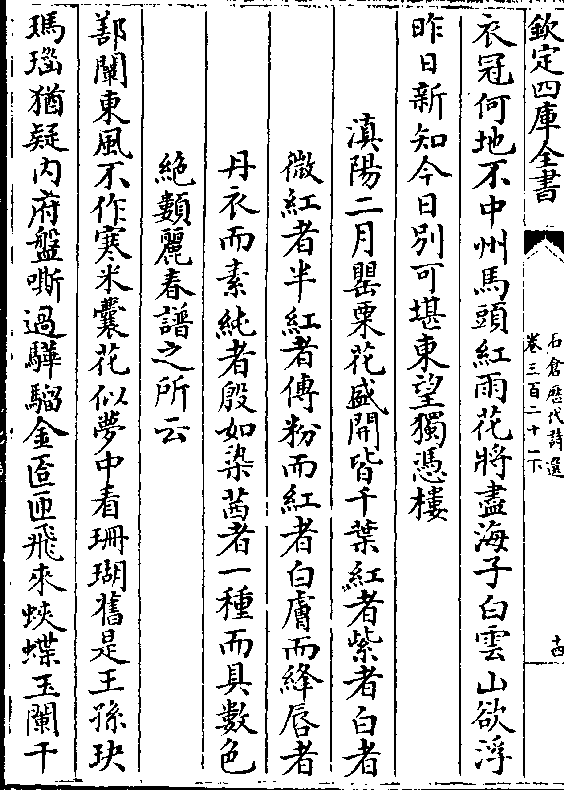 欽定四庫全書
石倉歷代詩選
卷三百二十一下
十四
衣冠何地不中州馬頭紅雨花將盡海子白雲山欲浮
昨日新知今日別可堪東望獨憑樓
滇陽二月罌粟花盛開皆千葉紅者紫者白者
微紅者半紅者傅粉而紅者白膚而絳唇者
丹衣而素純者殷如染茜者一種而具數色
絶𩔖麗春譜之所云
鄯闡東風不作寒米囊花似夢中看珊瑚舊是王孫玦
瑪瑙猶疑内府盤嘶過驊騮金匼匝飛來蛺蝶玉闌干